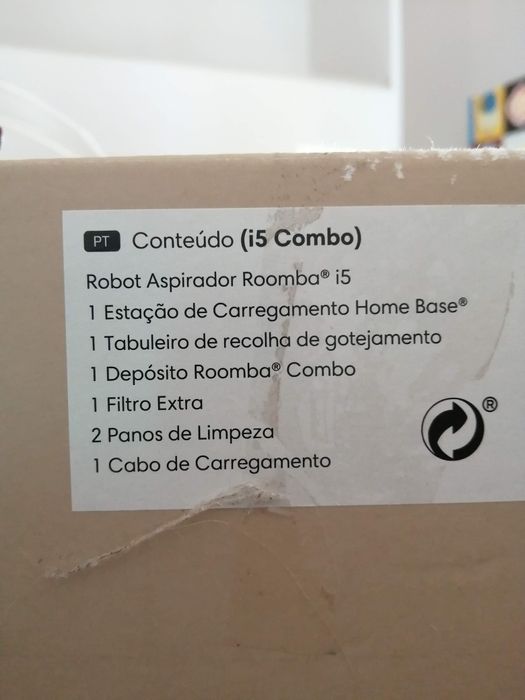 PT Conteúdo (i5 Combo)
Robot Aspirador Roomba® i5
1 Estação de Carregamento Home Base®
1 Tabuleiro de recolha de gotejamento
1 Depósito Roomba® Combo
1 Filtro Extra
2 Panos de Limpeza
1 Cabo de Carregamento
®